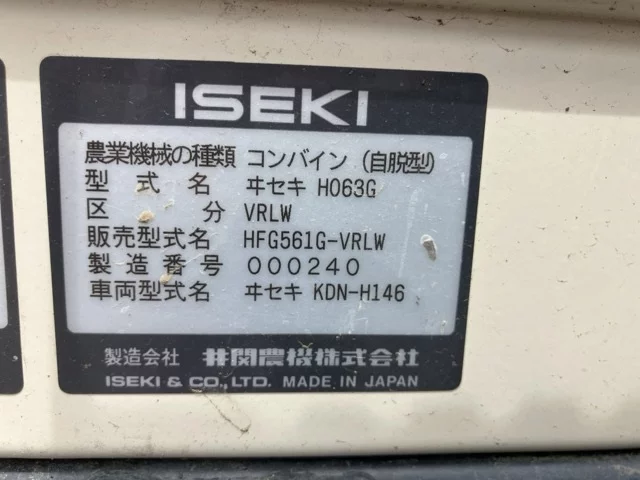 ISEKI
農業機械の種類 コンバイン(自脱型)
型式名 ヰセキ HO63G
区分 VRLW
販売型式名 HFG561G-VRLW
製造番号 000240
車両型式名 ヰセキ KDN-H146
製造会社 井関農機株式会社
ISEKI & CO., LTD. MADE IN JAPAN